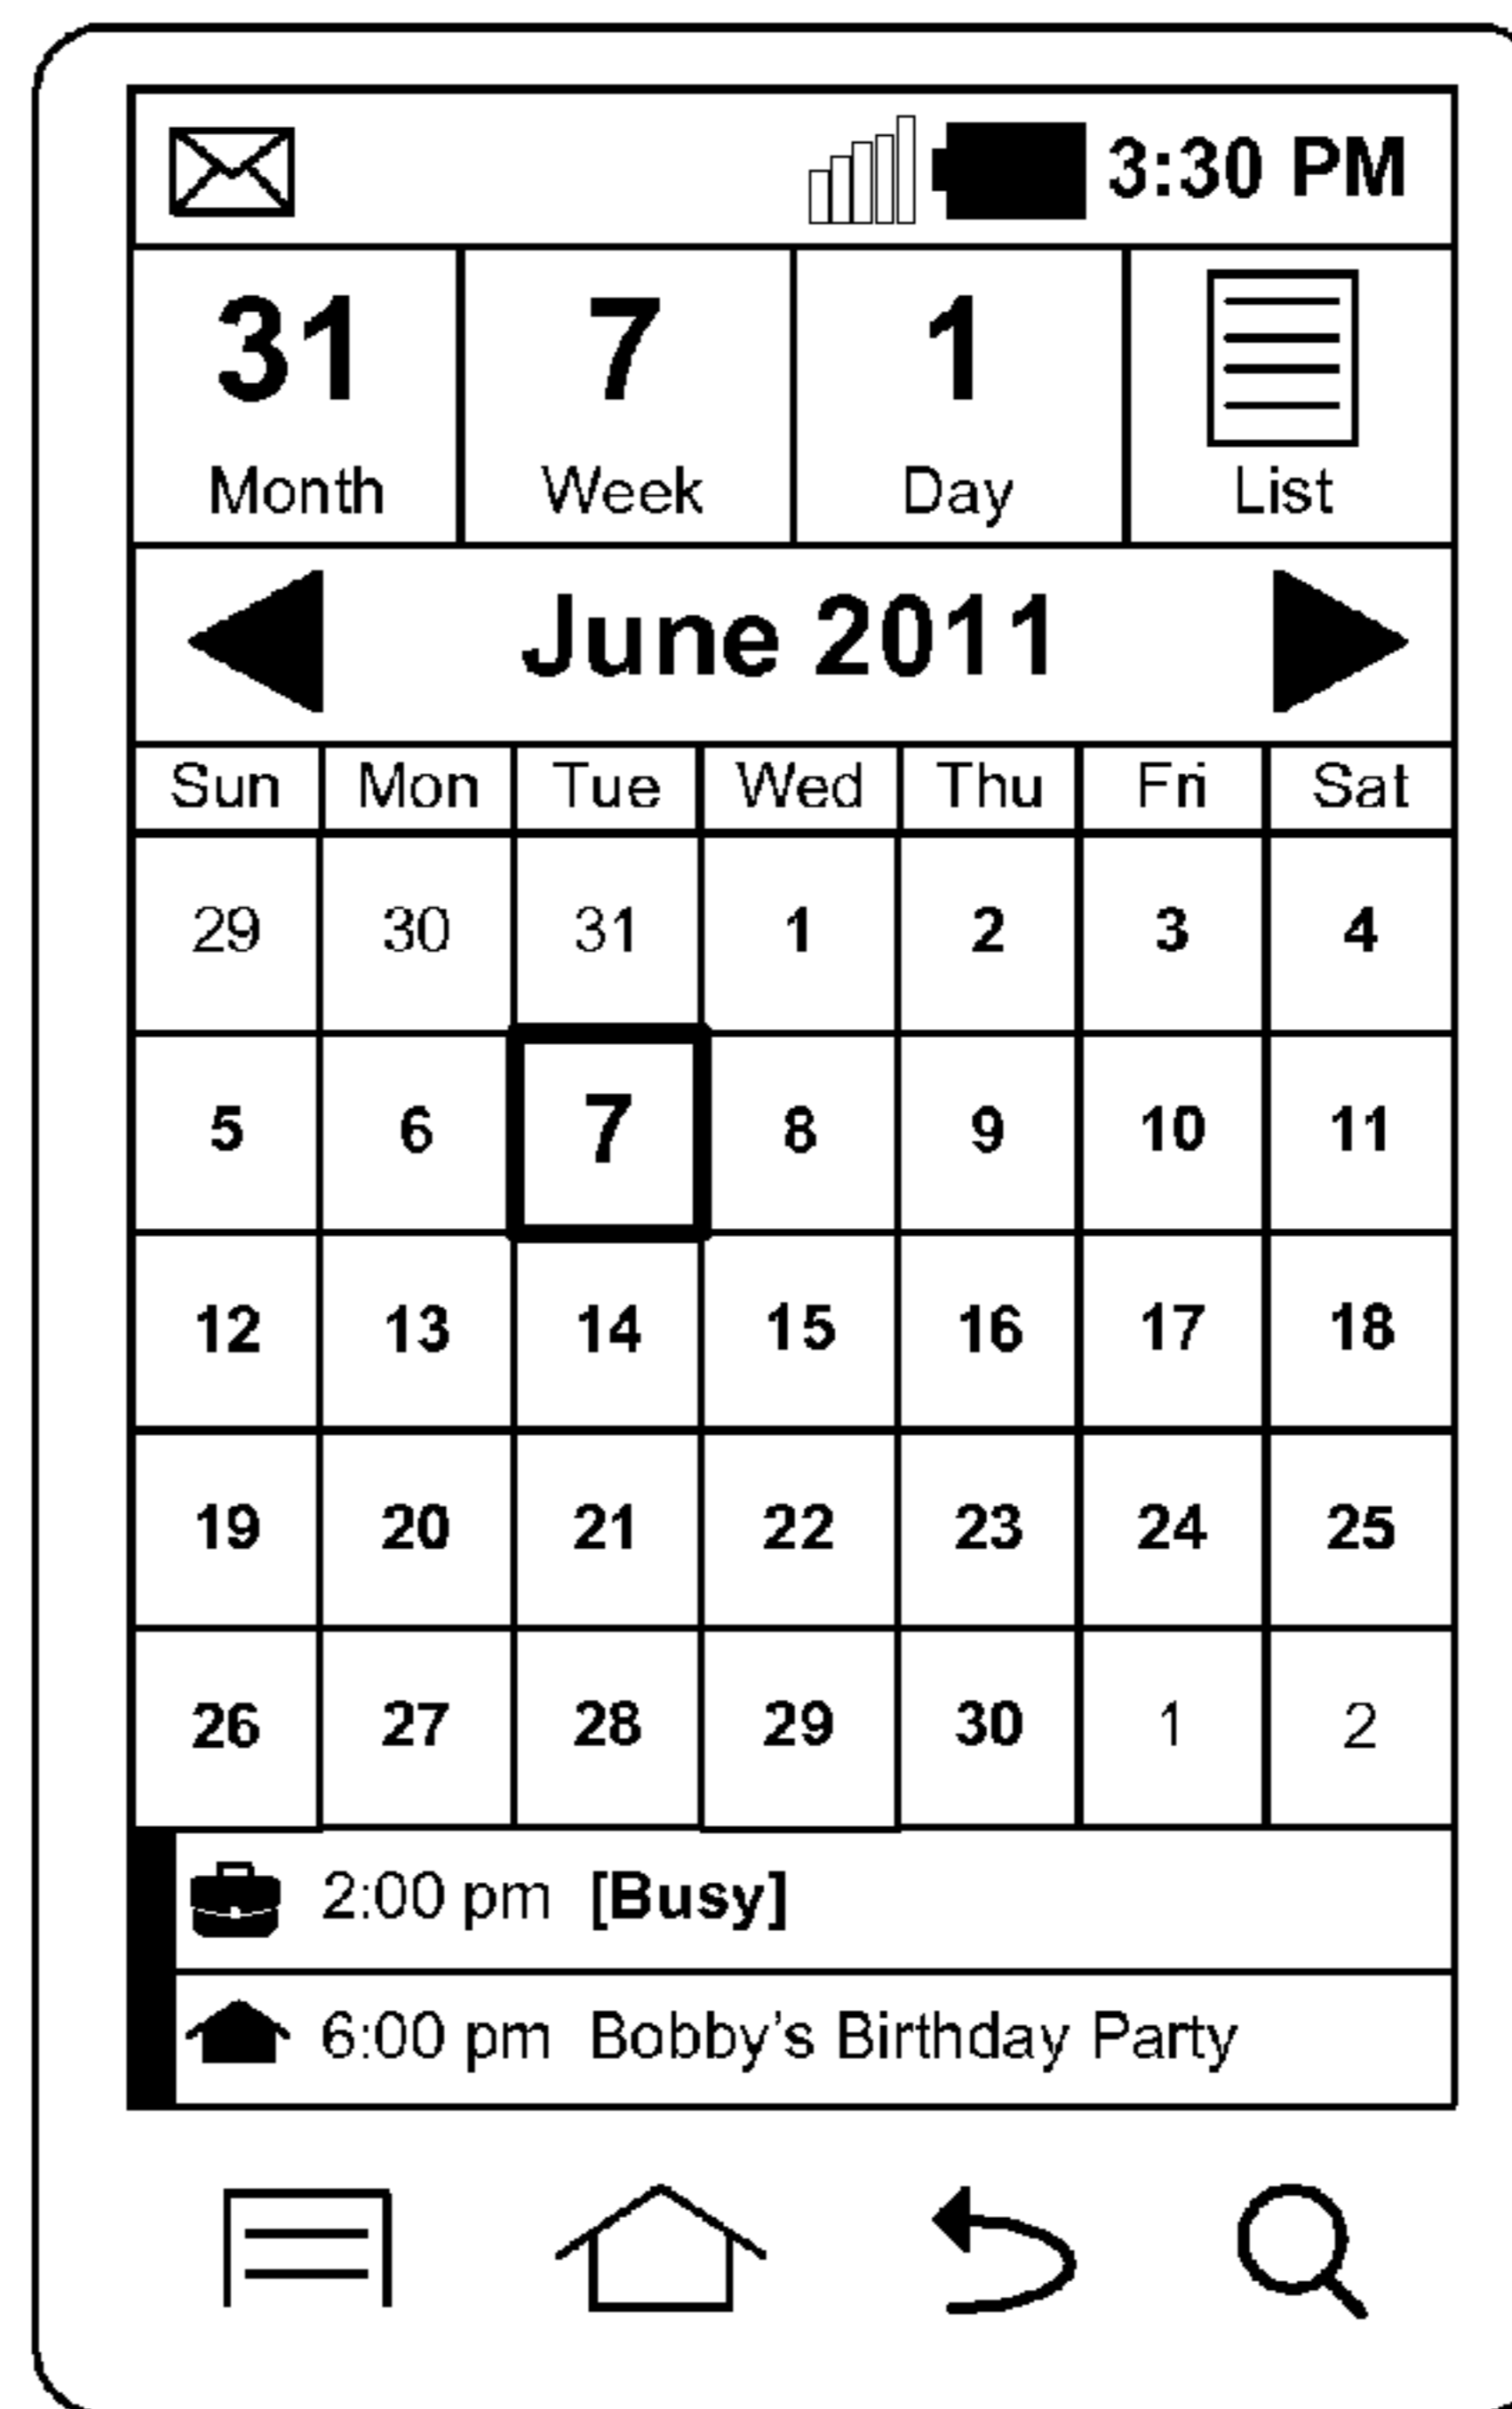 3:30 PM
31 7 1
Month Week Day List
June 2011
Sun Mon Tue Wed Thu Fri Sat
29 30 31 1 2 3 4
5 6 7 8 9 10 11
12 13 14 15 16 17 18
19 20 21 22 23 24 25
26 27 28 29 30 1 2
2:00 pm [Busy]
6:00 pm Bobby's Birthday Party